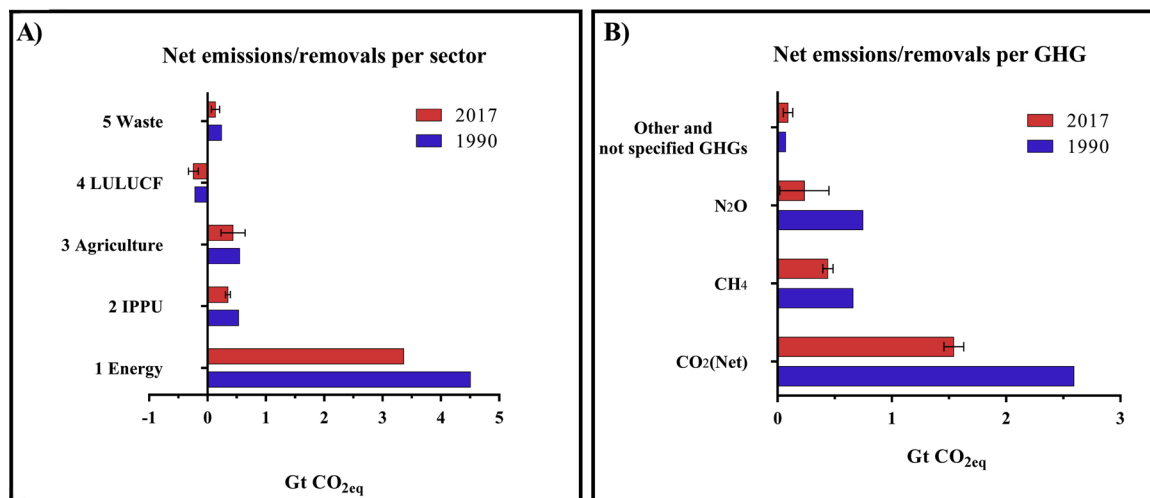 A)
Net emissions/removals per sector
2017
1990
5 Waste
4 LULUCF
3 Agriculture
2 IPPU
1 Energy
-1 0 1 2 3 4 5
Gt CO2eq
B)
Net emssions/removals per GHG
2017
1990
Other and
not specified GHGs
N2O
CH4
CO2(Net)
0 1 2 3
Gt CO2eq